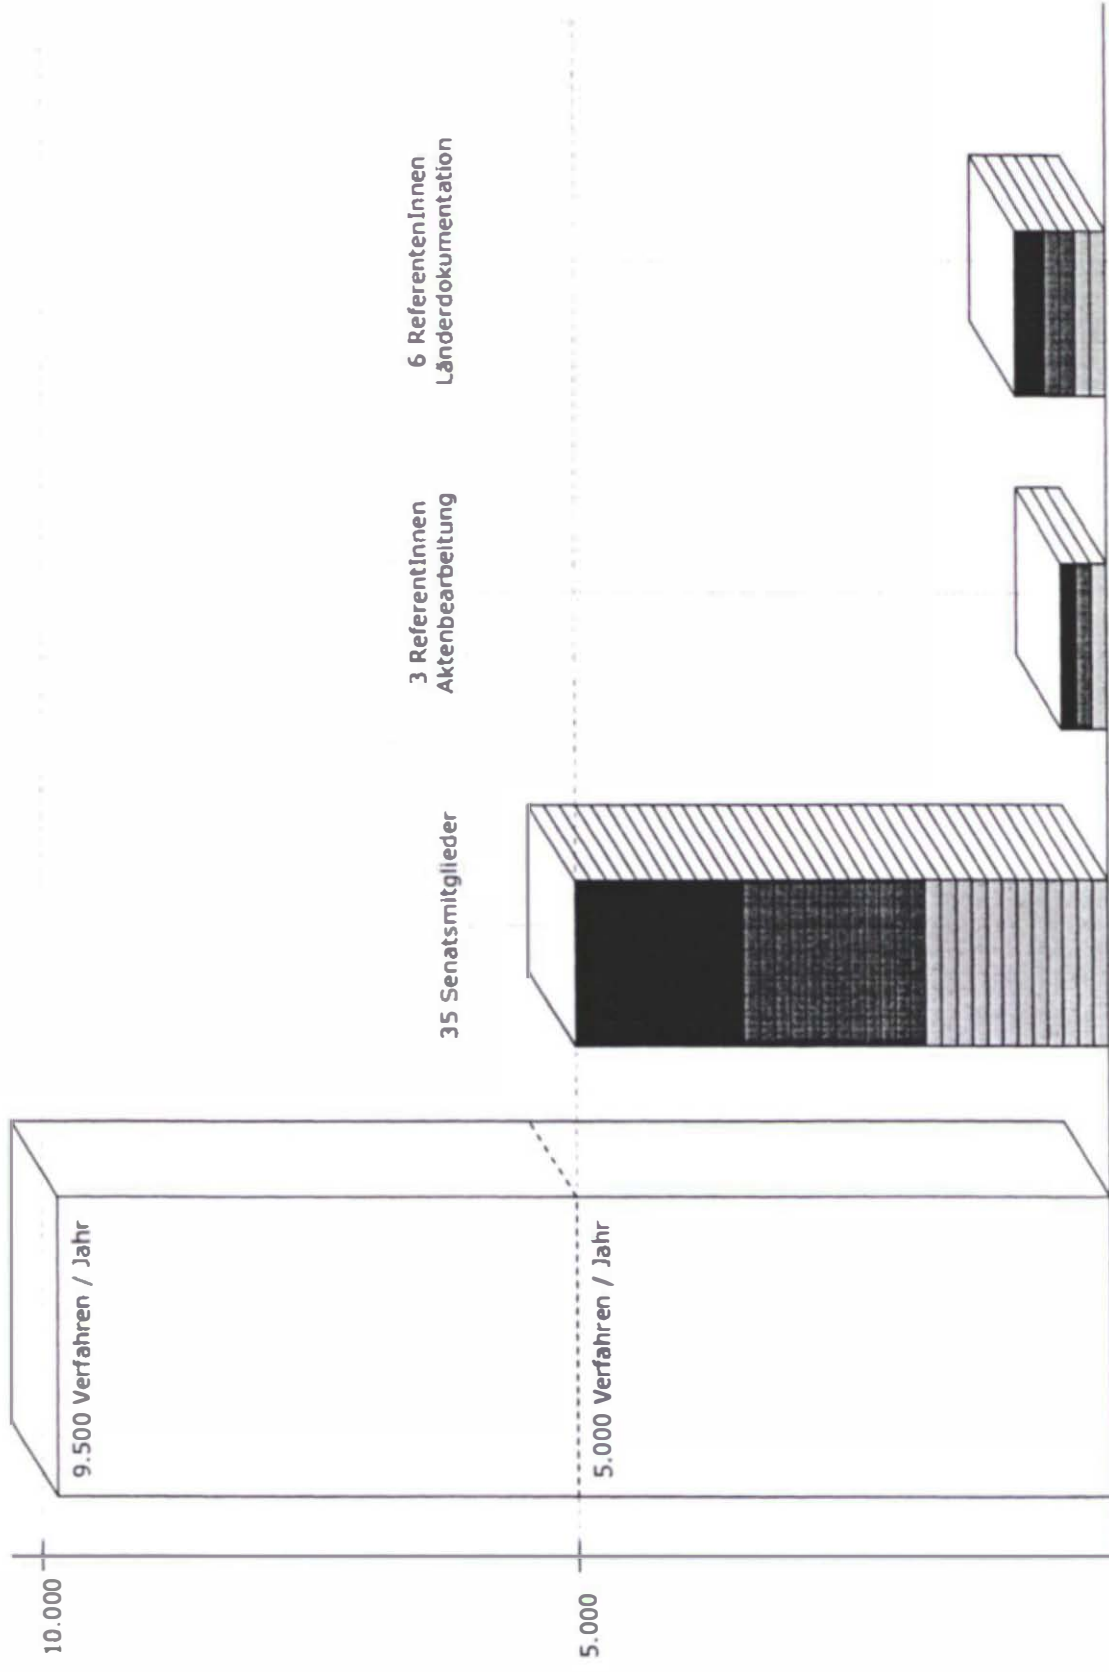 10.000
9.500 Verfahren / Jahr
5.000
5.000 Verfahren / Jahr
35 Senatsmitglieder
3 ReferentInnen
Aktenbearbeitung
6 ReferentenInnen
Länderdokumentation